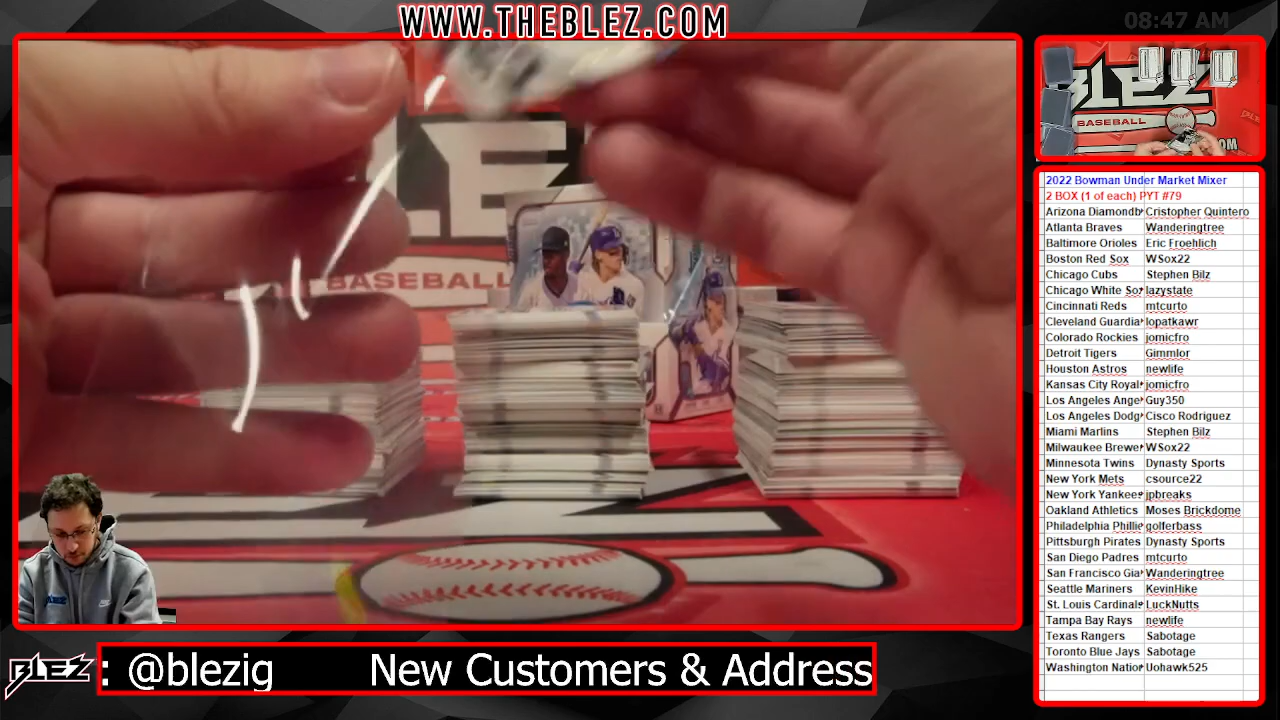 WWW.THEBLEZ.COM
08:47 AM
BASEBALL
BLEZ
BASEBALL
2022 Bowman Under Market Mixer
2 BOX (1 of each) PYT #79
Arizona Diamondb Cristopher Quintero
Atlanta Braves Wanderingtree
Baltimore Orioles Eric Froehlich
Boston Red Sox WSox22
Chicago Cubs Stephen Bilz
Chicago White So lazystate
Cincinnati Reds mtcurto
Cleveland Guardia lopatkawr
Colorado Rockies jomicfro
Detroit Tigers Gimmlor
Houston Astros newlife
Kansas City Royal jomicfro
Los Angeles Ange Guy350
Los Angeles Dodg Cisco Rodriguez
Miami Marlins Stephen Bilz
Milwaukee Brewe WSox22
Minnesota Twins Dynasty Sports
New York Mets csource22
New York Yankees jpbreaks
Oakland Athletics Moses Brickdome
Philadelphia Phillie golferbass
Pittsburgh Pirates Dynasty Sports
San Diego Padres mtcurto
San Francisco Gia Wanderingtree
Seattle Mariners KevinHike
St. Louis Cardinals LuckNutts
Tampa Bay Rays newlife
Texas Rangers Sabotage
Toronto Blue Jays Sabotage
Washington Nation Uohawk525
BLEZ : @blezig New Customers & Address